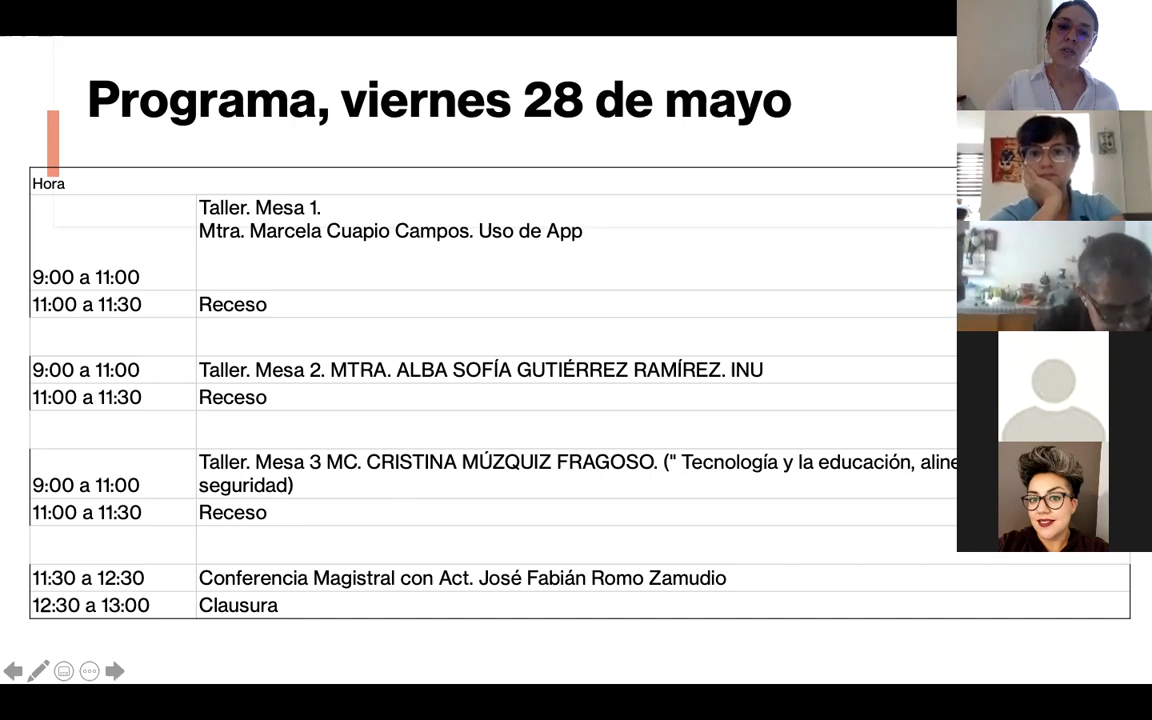 Programa, viernes 28 de mayo
Hora
Taller. Mesa 1.
Mtra. Marcela Cuapio Campos. Uso de App
9:00 a 11:00
11:00 a 11:30 Receso
9:00 a 11:00 Taller. Mesa 2. MTRA. ALBA SOFÍA GUTIÉRREZ RAMÍREZ. INU
11:00 a 11:30 Receso
Taller. Mesa 3 MC. CRISTINA MÚZQUIZ FRAGOSO. (" Tecnología y la educación, aline
9:00 a 11:00 seguridad)
11:00 a 11:30 Receso
11:30 a 12:30 Conferencia Magistral con Act. José Fabián Romo Zamudio
12:30 a 13:00 Clausura